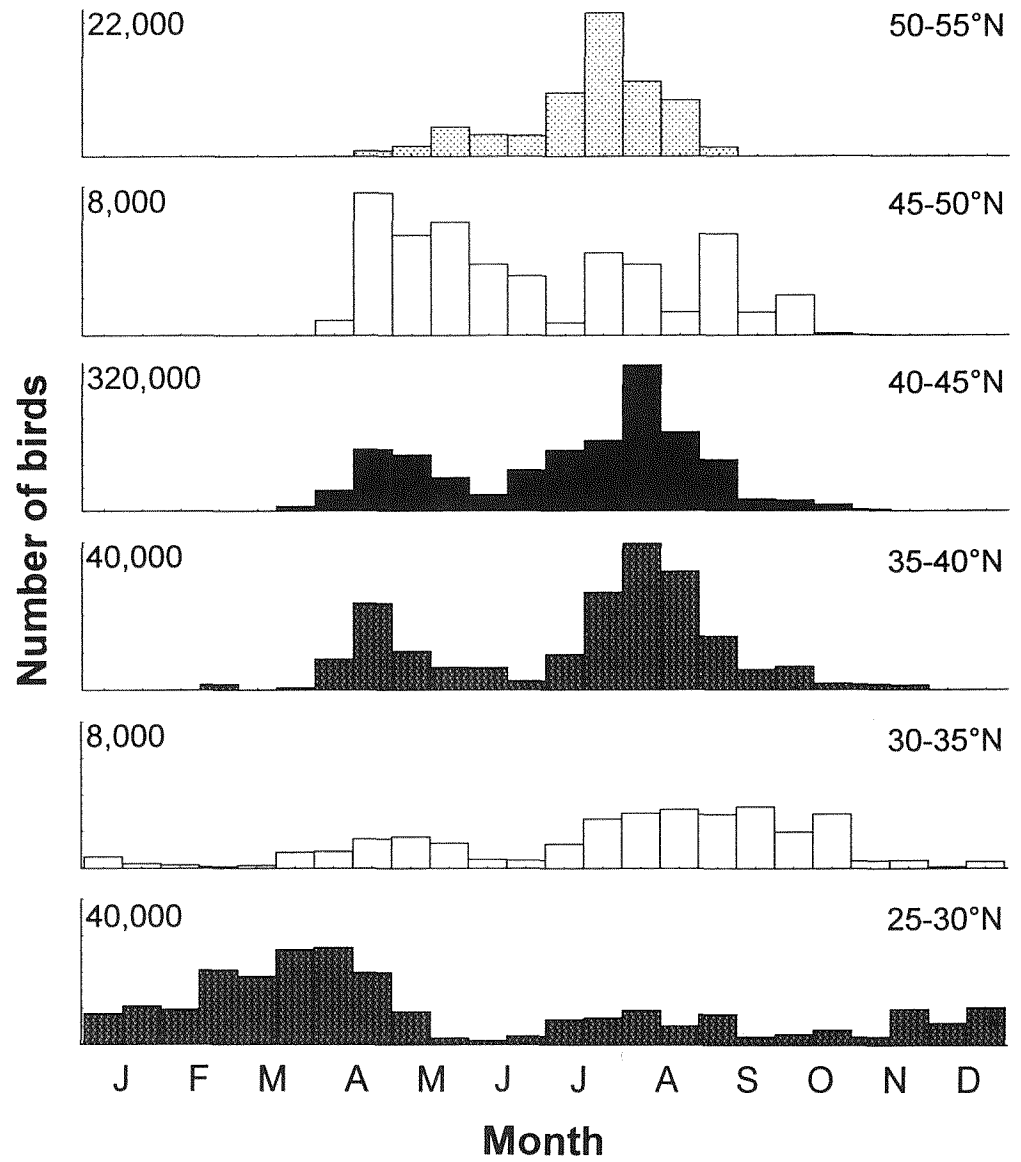 22,000 50-55°N
8,000 45-50°N
320,000 40-45°N
40,000 35-40°N
8,000 30-35°N
40,000 25-30°N
Number of birds
J F M A M J J A S O N D
Month